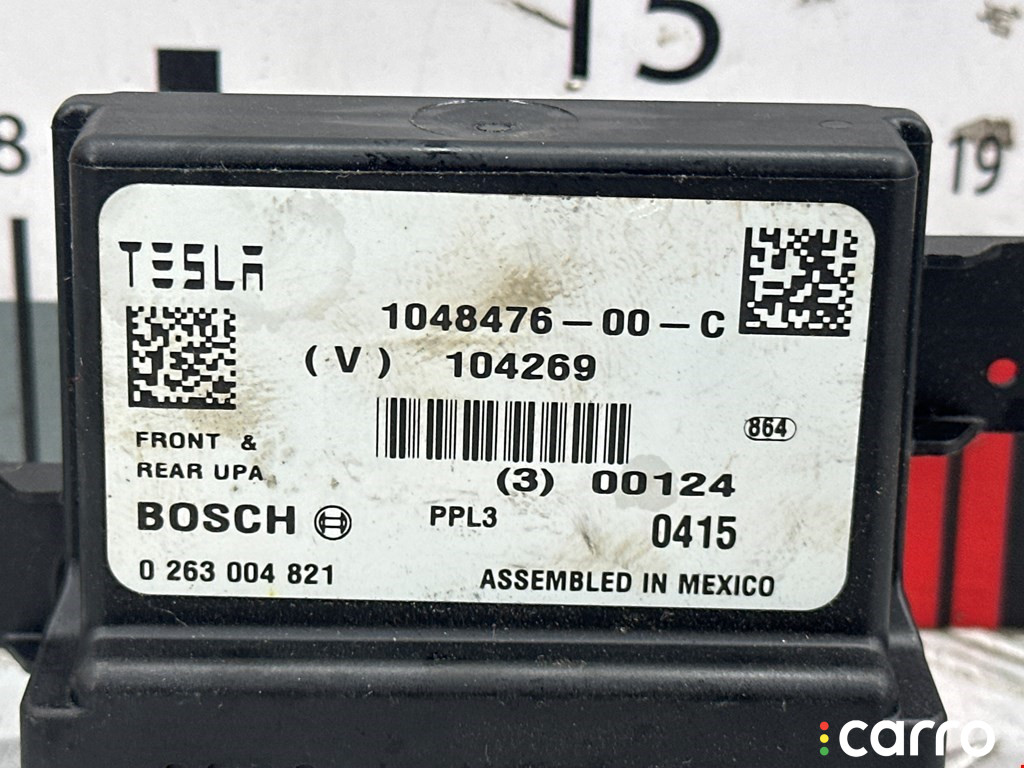 15
8
19
TESLA
1048476-00-C
(V) 104269
FRONT &
REAR UPA
864
(3) 00124
BOSCH
PPL3
0415
0 263 004 821
ASSEMBLED IN MEXICO
carro